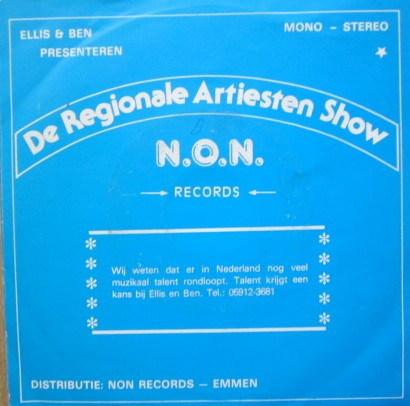 ELLIS & BEN
PRESENTEREN
MONO – STEREO
De Regionale Artiesten Show
N.O.N.
RECORDS
Wij weten dat er in Nederland nog veel
muzikaal talent rondloopt. Talent krijgt een
kans bij Ellis en Ben. Tel.: 05912-3681
DISTRIBUTIE: NON RECORDS – EMMEN